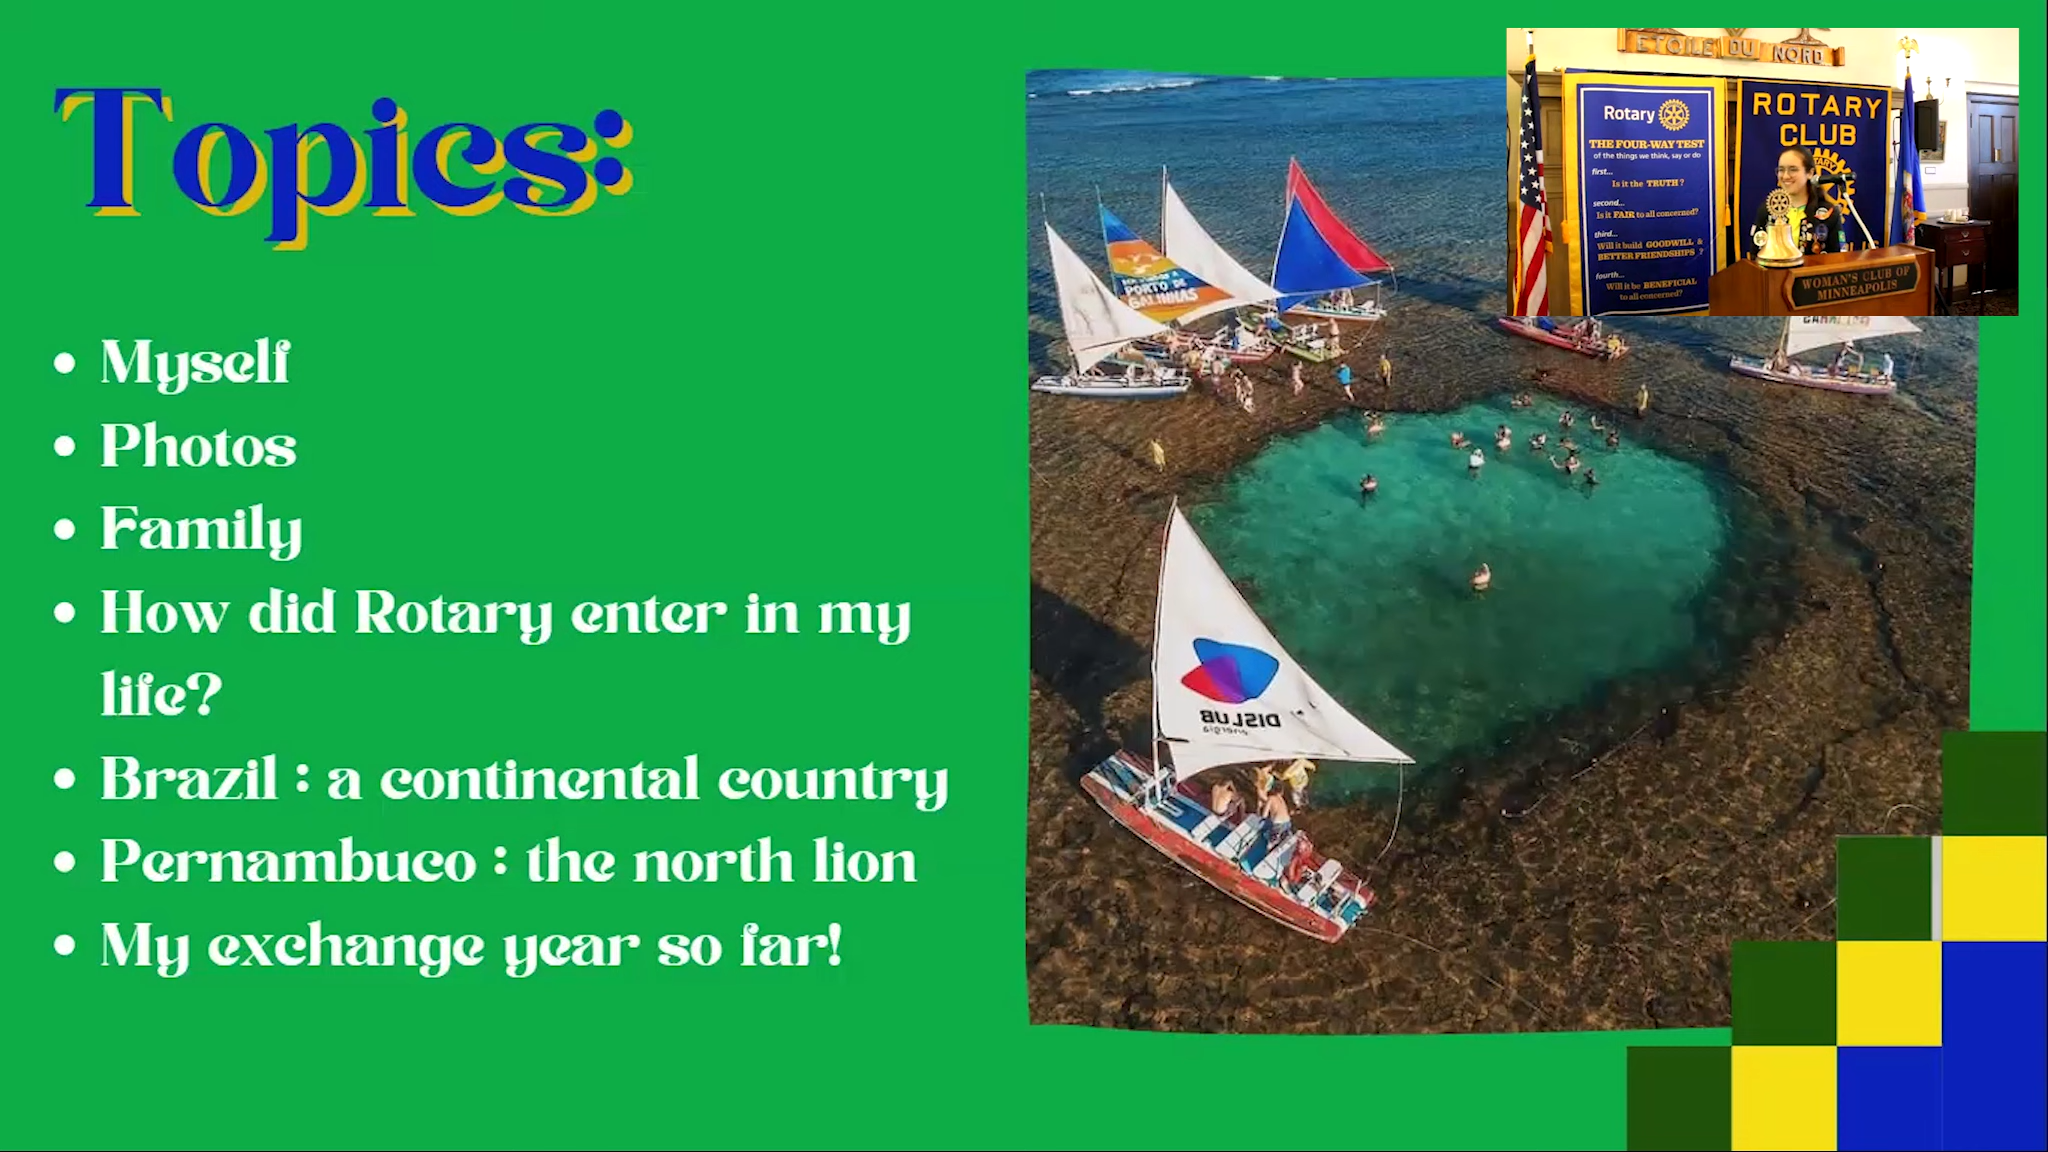 Topics:
Myself
Photos
Family
How did Rotary enter in my
life?
Brazil : a continental country
Pernambuco : the north lion
My exchange year so far!
PORTO DE
GALINHAS
DISLUB
energia
ETOILE DU NORD
Rotary
THE FOUR-WAY TEST
of the things we think, say or do
first...
Is it the TRUTH ?
second...
Is it FAIR to all concerned?
third...
Will it build GOODWILL &
BETTER FRIENDSHIPS ?
fourth...
Will it be BENEFICIAL
to all concerned?
ROTARY
CLUB
WOMAN'S CLUB OF
MINNEAPOLIS